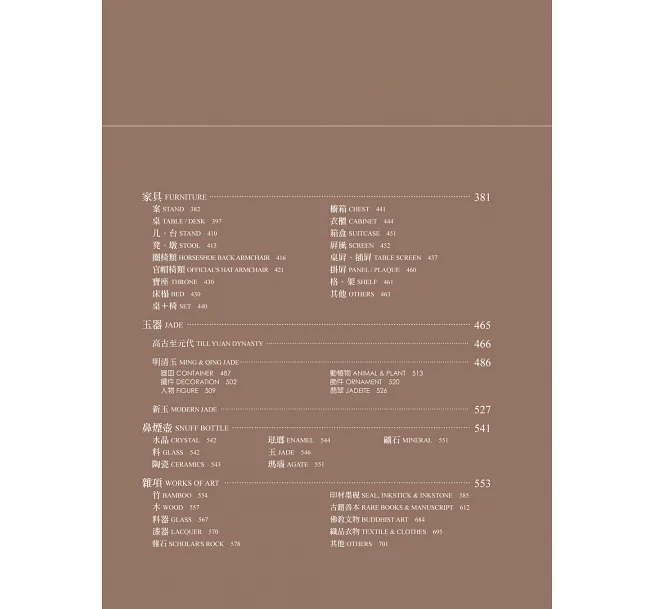 家具 FURNITURE 381
案 STAND 382
桌 TABLE / DESK 397
几、台 STAND 410
凳、墩 STOOL 413
圈椅類 HORSESHOE BACK ARMCHAIR 416
官帽椅類 OFFICIAL'S HAT ARMCHAIR 421
寶座 THRONE 430
床榻 BED 430
桌＋椅 SET 440
櫥箱 CHEST 441
衣櫃 CABINET 444
箱盒 SUITCASE 451
屏風 SCREEN 452
桌屏、插屏 TABLE SCREEN 457
掛屏 PANEL / PLAQUE 460
格、架 SHELF 461
其他 OTHERS 463
玉器 JADE 465
高古至元代 TILL YUAN DYNASTY 466
明清玉 MING & QING JADE 486
器皿 CONTAINER 487
擺件 DECORATION 502
人物 FIGURE 509
動植物 ANIMAL & PLANT 513
飾件 ORNAMENT 520
翡翠 JADEITE 526
新玉 MODERN JADE 527
鼻煙壺 SNUFF BOTTLE 541
水晶 CRYSTAL 542
料 GLASS 542
陶瓷 CERAMICS 543
琺瑯 ENAMEL 544
玉 JADE 546
瑪瑙 AGATE 551
礦石 MINERAL 551
雜項 WORKS OF ART 553
竹 BAMBOO 554
木 WOOD 557
料器 GLASS 567
漆器 LACQUER 570
雅石 SCHOLAR'S ROCK 578
印材墨硯 SEAL, INKSTICK & INKSTONE 585
古籍善本 RARE BOOKS & MANUSCRIPT 612
佛教文物 BUDDHIST ART 684
織品衣物 TEXTILE & CLOTHES 695
其他 OTHERS 701